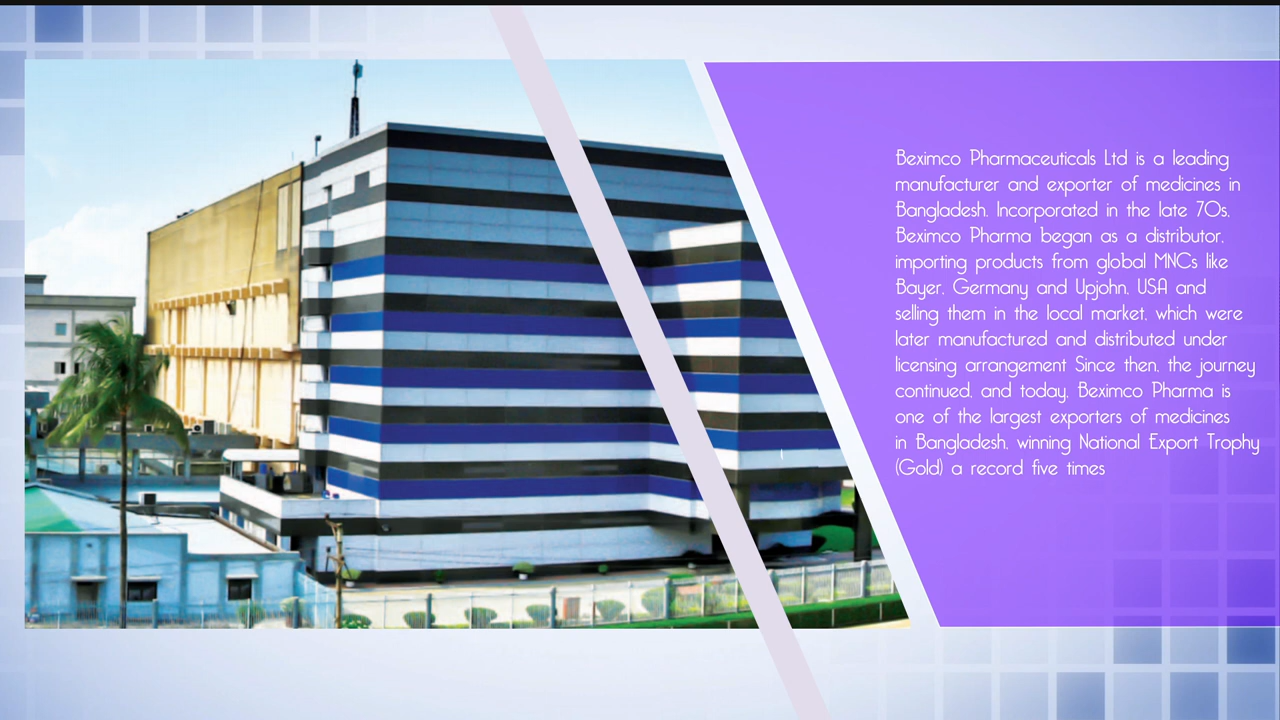 Beximco Pharmaceuticals Ltd is a leading
manufacturer and exporter of medicines in
Bangladesh. Incorporated in the late 70s,
Beximco Pharma began as a distributor,
importing products from global MNCs like
Bayer, Germany and Upjohn, USA and
selling them in the local market, which were
later manufactured and distributed under
licensing arrangement Since then, the journey
continued, and today, Beximco Pharma is
one of the largest exporters of medicines
in Bangladesh, winning National Export Trophy
(Gold) a record five times